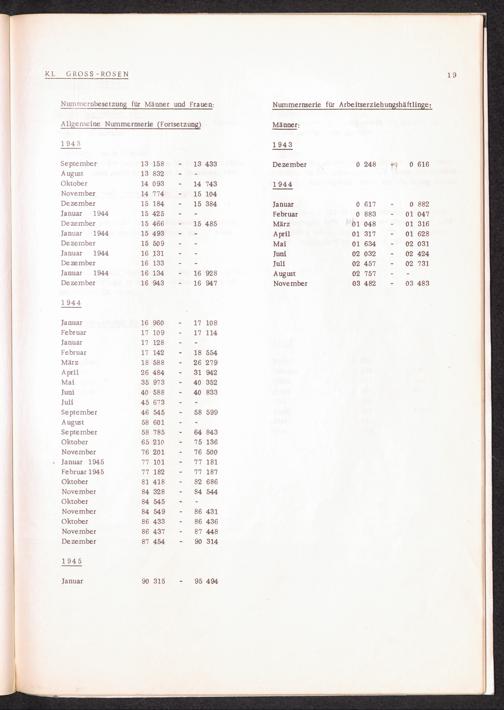 KL GROSS-ROSEN 19
Nummernbesetzung für Männer und Frauen:
Allgemeine Nummernserie (Fortsetzung)
1943
September 13 158 - 13 433
August 13 832 - -
Oktober 14 093 - 14 743
November 14 774 - 15 104
Dezember 15 184 - 15 384
Januar 1944 15 425 - -
Dezember 15 466 - 15 485
Januar 1944 15 493 - -
Dezember 15 509 - -
Januar 1944 16 131 - -
Dezember 16 133 - -
Januar 1944 16 134 - 16 928
Dezember 16 943 - 16 947
1944
Januar 16 960 - 17 108
Februar 17 109 - 17 114
Januar 17 128 - -
Februar 17 142 - 18 554
März 18 588 - 26 279
April 26 484 - 31 942
Mai 35 973 - 40 352
Juni 40 588 - 40 833
Juli 45 673 - -
September 46 545 - 58 599
August 58 601 - -
September 58 785 - 64 843
Oktober 65 210 - 75 136
November 76 201 - 76 500
Januar 1945 77 101 - 77 181
Februar 1945 77 182 - 77 187
Oktober 81 418 - 82 686
November 84 328 - 84 544
Oktober 84 545 - -
November 84 549 - 86 431
Oktober 86 433 - 86 436
November 86 437 - 87 448
Dezember 87 454 - 90 314
1945
Januar 90 315 - 95 494
Nummernserie für Arbeitserziehungshäftlinge:
Männer:
1943
Dezember 0 248 0 616
1944
Januar 0 617 - 0 882
Februar 0 883 - 01 047
März 01 048 - 01 316
April 01 317 - 01 628
Mai 01 634 - 02 031
Juni 02 032 - 02 424
Juli 02 457 - 02 731
August 02 757 - -
November 03 482 - 03 483